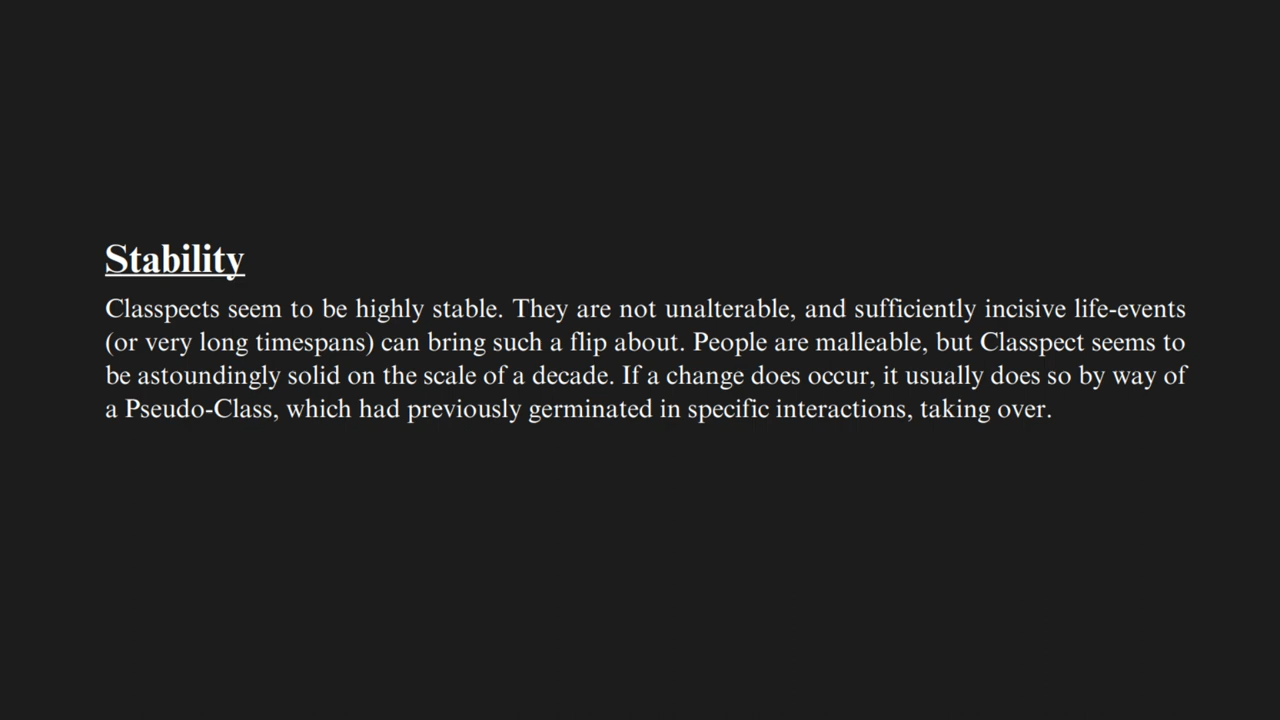 Stability
Classpects seem to be highly stable. They are not unalterable, and sufficiently incisive life-events
(or very long timespans) can bring such a flip about. People are malleable, but Classpect seems to
be astoundingly solid on the scale of a decade. If a change does occur, it usually does so by way of
a Pseudo-Class, which had previously germinated in specific interactions, taking over.